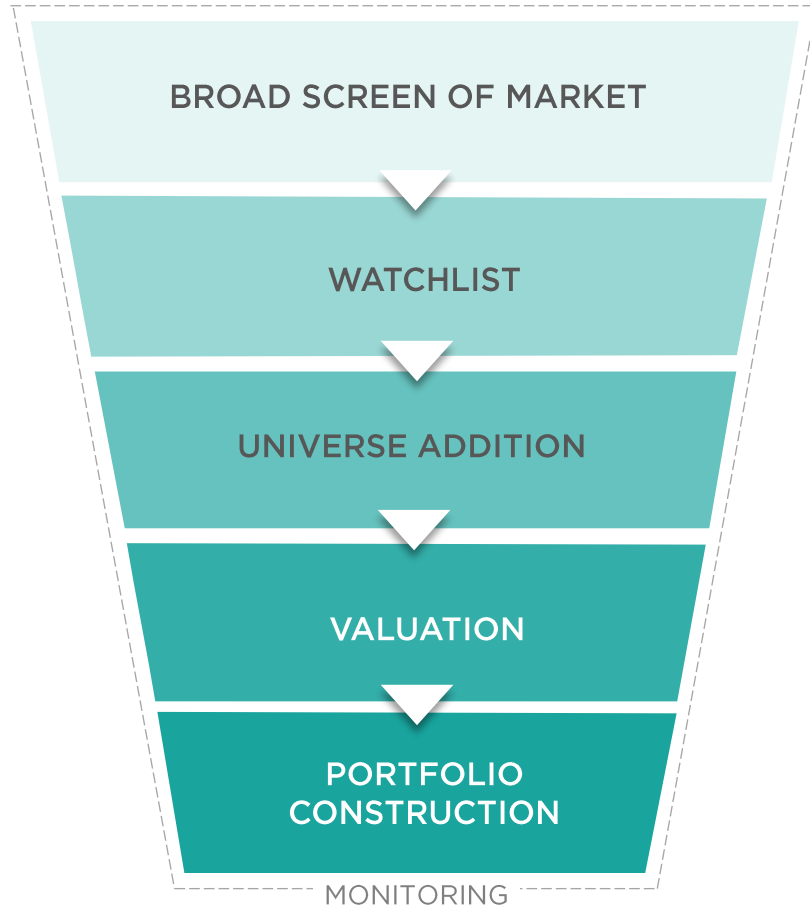 BROAD SCREEN OF MARKET
WATCHLIST
UNIVERSE ADDITION
VALUATION
PORTFOLIO
CONSTRUCTION
MONITORING